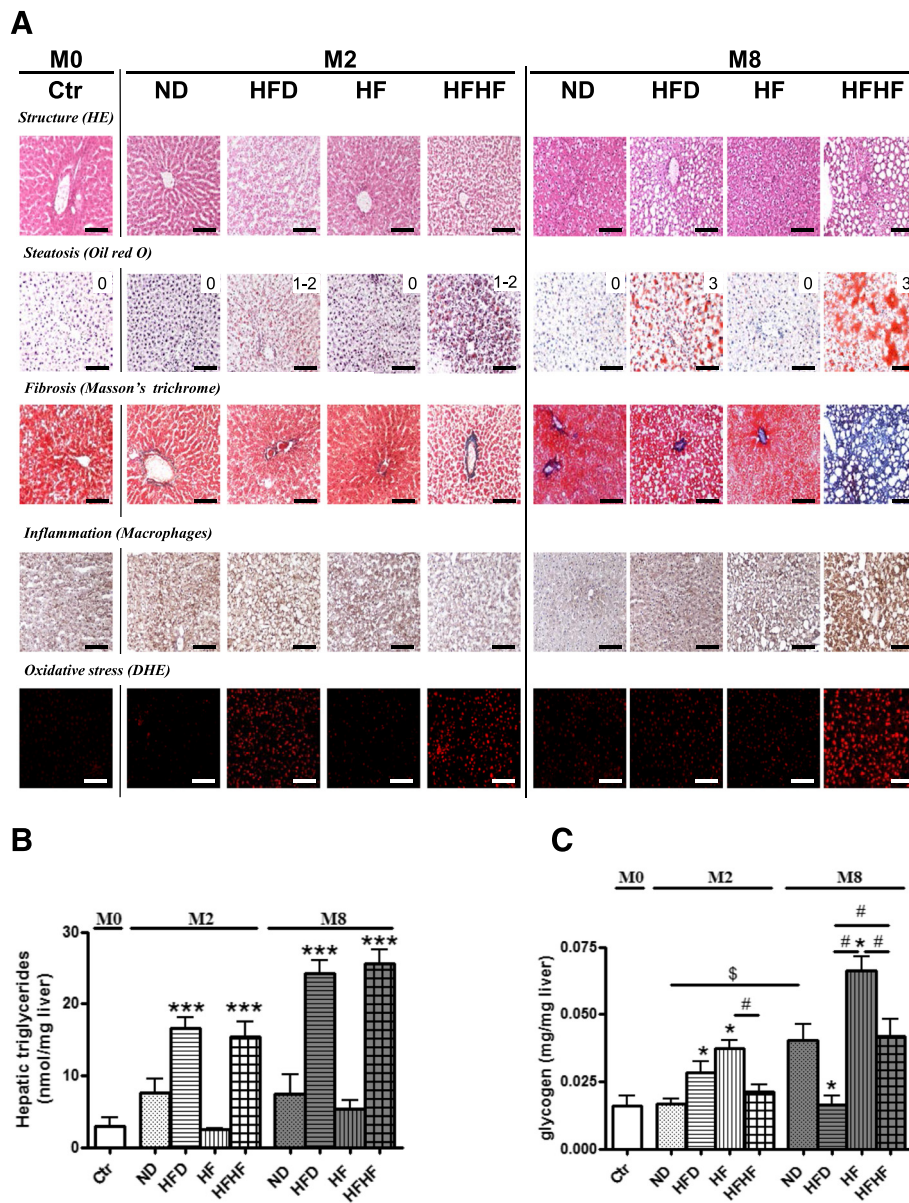 A
M0 M2 M8
Ctr ND HFD HF HFHF ND HFD HF HFHF
Structure (HE)
Steatosis (Oil red O)
0 0 1-2 0 1-2 0 3 0 3
Fibrosis (Masson's trichrome)
Inflammation (Macrophages)
Oxidative stress (DHE)
B
M0 M2 M8
Hepatic triglycerides
(nmol/mg liver)
30
20
10
0
*** *** *** ***
Ctr ND HFD HF HFHF ND HFD HF HFHF
C
M0 M2 M8
glycogen (mg/mg liver)
0.075
0.050
0.025
0.000
#
# * #
$
#
* * *
Ctr ND HFD HF HFHF ND HFD HF HFHF